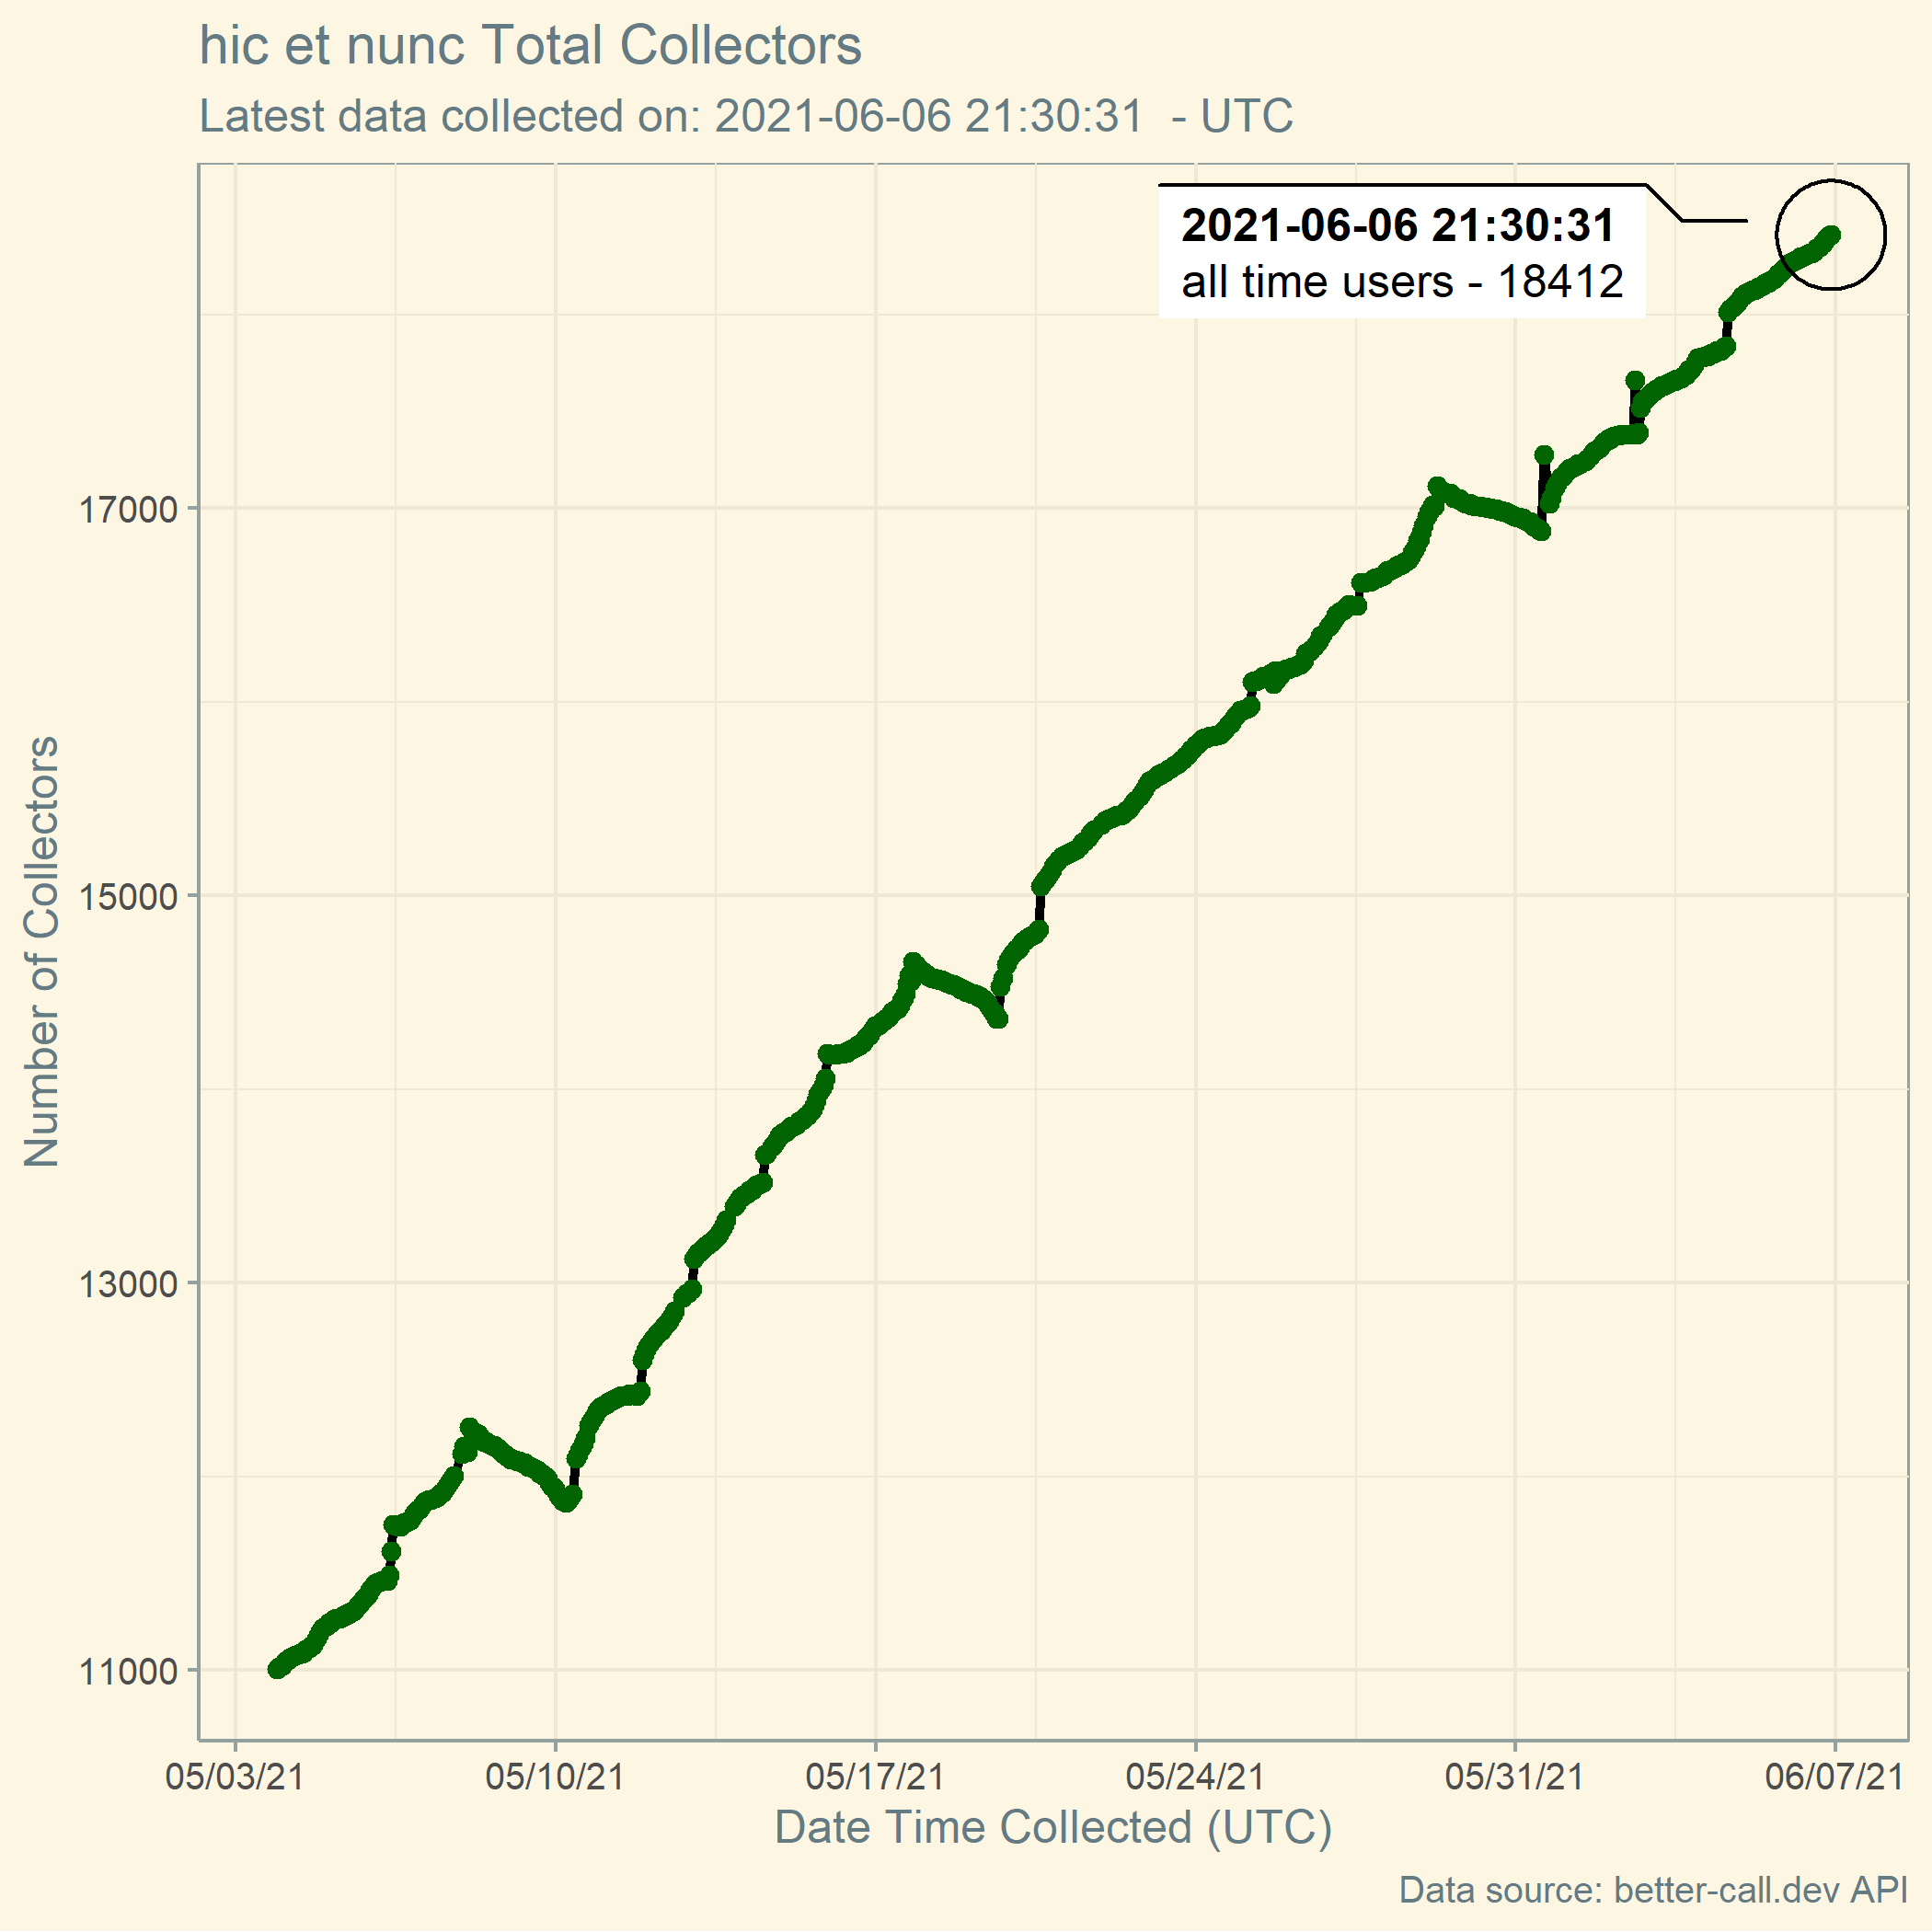 hic et nunc Total Collectors
Latest data collected on: 2021-06-06 21:30:31  - UTC
2021-06-06 21:30:31
all time users - 18412
Number of Collectors
17000
15000
13000
11000
05/03/21
05/10/21
05/17/21
05/24/21
05/31/21
06/07/21
Date Time Collected (UTC)
Data source: better-call.dev API